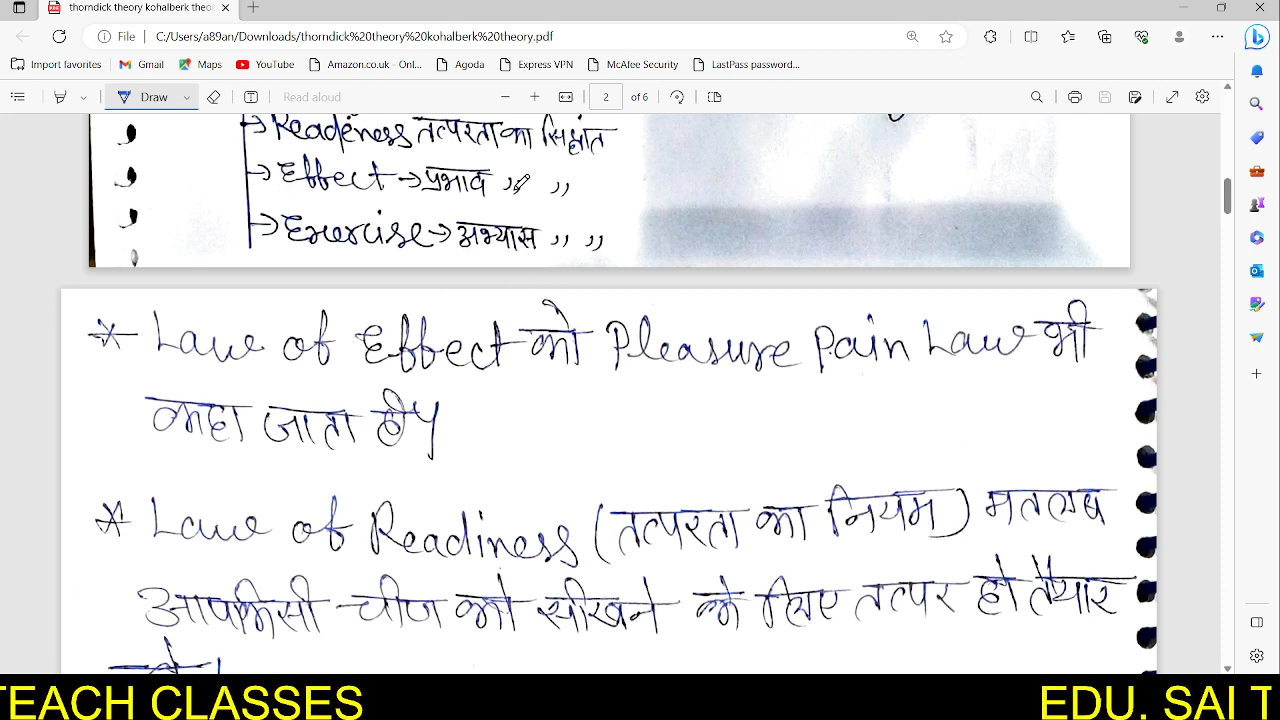 thorndick theory kohalberk theo
File
C:/Users/a89an/Downloads/thorndick%20theory%20kohalberk%20theory.pdf
Import favorites
Gmail
Maps
YouTube
Amazon.co.uk - Onl...
Agoda
Express VPN
McAfee Security
LastPass password...
Draw
Read aloud
2
of 6
→ Readeness तत्परता का सिद्धांत
→ Effect → प्रभाव ,, ,,
→ Exercise → अभ्यास ,, ,,
* Law of Effect को Pleasure Pain Law भी
कहा जाता है।
* Law of Readiness (तत्परता का नियम) मतलब
आप किसी चीज को सीखने के लिए तत्पर हो तैयार
TEACH CLASSES
EDU. SAI T